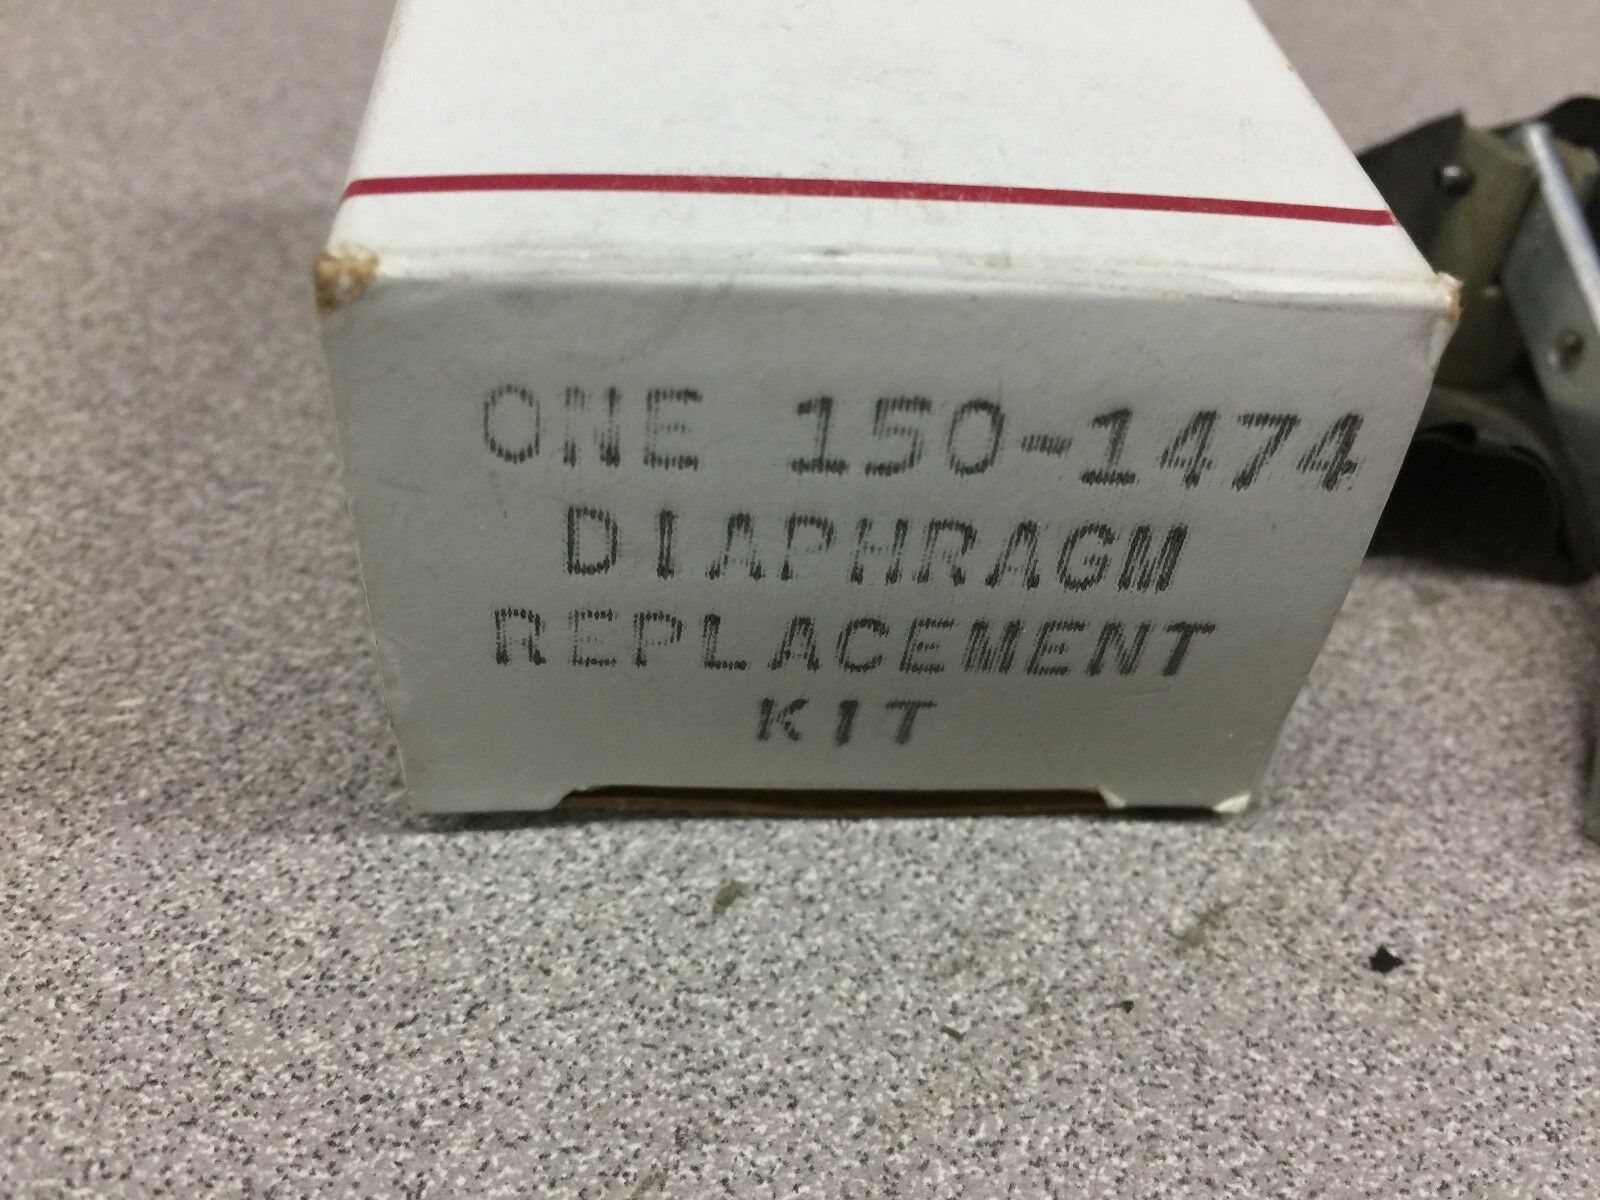 ONE 150-1474
DIAPHRAGM
REPLACEMENT
KIT